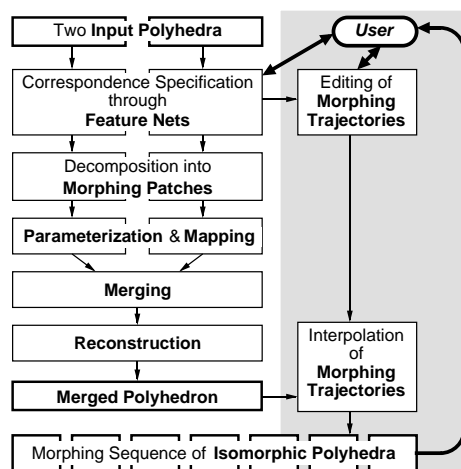 Two Input Polyhedra
User
Correspondence Specification
through
Feature Nets
Editing of
Morphing
Trajectories
Decomposition into
Morphing Patches
Parameterization & Mapping
Merging
Reconstruction
Merged Polyhedron
Interpolation
of
Morphing
Trajectories
Morphing Sequence of Isomorphic Polyhedra